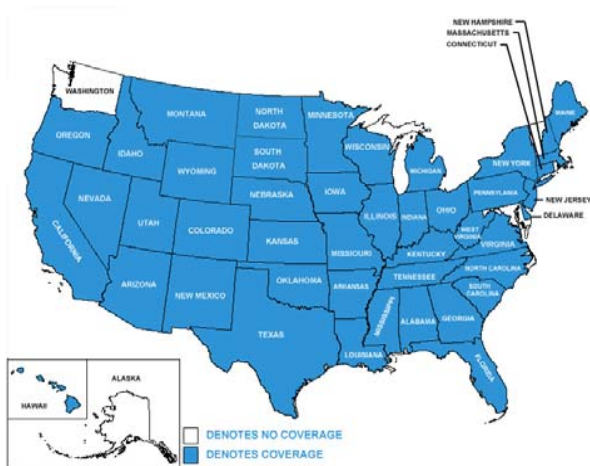 NEW HAMPSHIRE
MASSACHUSETTS
CONNECTICUT
WASHINGTON
MONTANA
NORTH
DAKOTA
MINNESOTA
MAINE
OREGON
IDAHO
SOUTH
DAKOTA
WISCONSIN
WYOMING
MICHIGAN
NEW YORK
NEVADA
NEBRASKA
IOWA
PENNSYLVANIA
NEW JERSEY
UTAH
COLORADO
ILLINOIS
INDIANA
OHIO
DELAWARE
CALIFORNIA
KANSAS
MISSOURI
WEST
VIRGINIA
VIRGINIA
KENTUCKY
ARIZONA
NEW MEXICO
OKLAHOMA
ARKANSAS
TENNESSEE
NORTH CAROLINA
SOUTH
CAROLINA
TEXAS
MISSISSIPPI
ALABAMA
GEORGIA
LOUISIANA
FLORIDA
ALASKA
HAWAII
DENOTES NO COVERAGE
DENOTES COVERAGE